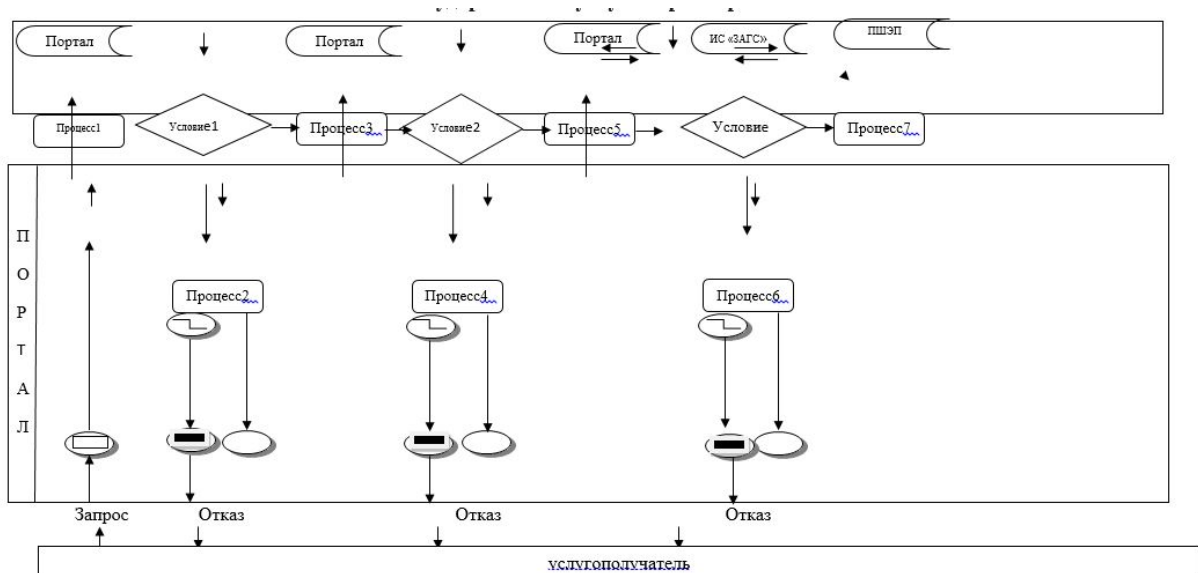 Портал
Портал
Портал
ИС «ЗАГС»
ПШЭП
Процесс1
Условие1
Процесс3
Условие2
Процесс5
Условие
Процесс7
ПОРТАЛ
Процесс2
Процесс4
Процесс6
Запрос
Отказ
Отказ
Отказ
услугополучатель